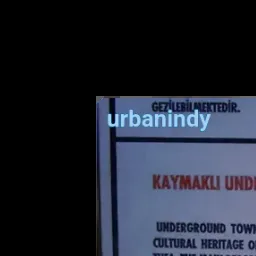 GEZİLEBİLMEKTEDİR.
urbanindy
KAYMAKLI UND
UNDERGROUND TOWN
CULTURAL HERITAGE O